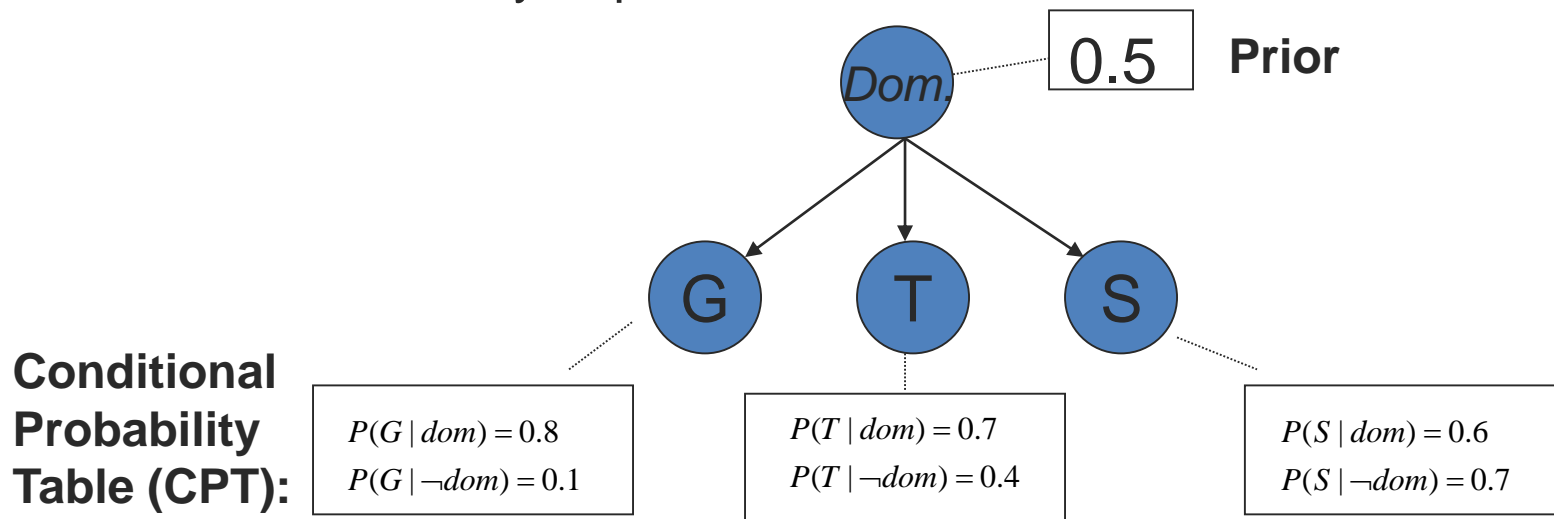 Dom.
0.5
Prior
G
T
S
Conditional
Probability
Table (CPT):
P(G | dom) = 0.8
P(G | ¬dom) = 0.1
P(T | dom) = 0.7
P(T | ¬dom) = 0.4
P(S | dom) = 0.6
P(S | ¬dom) = 0.7